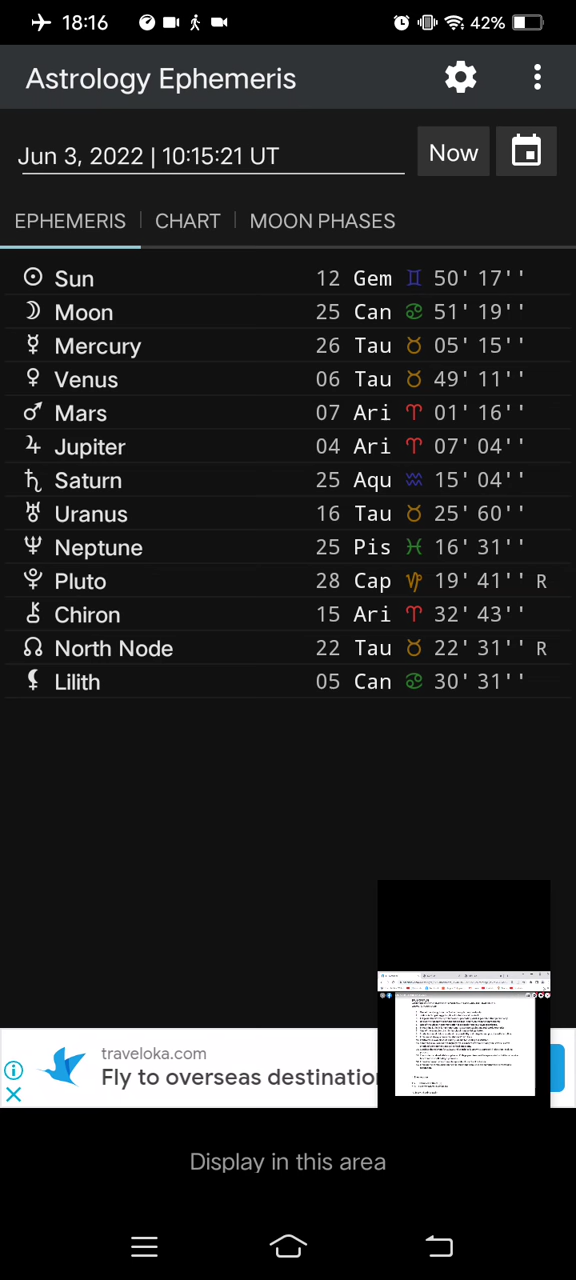 18:16 42%
Astrology Ephemeris
Jun 3, 2022 | 10:15:21 UT Now
EPHEMERIS CHART MOON PHASES
☉ Sun 12 Gem ♊ 50' 17''
☽ Moon 25 Can ♋ 51' 19''
☿ Mercury 26 Tau ♉ 05' 15''
♀ Venus 06 Tau ♉ 49' 11''
♂ Mars 07 Ari ♈ 01' 16''
♃ Jupiter 04 Ari ♈ 07' 04''
♄ Saturn 25 Aqu ♒ 15' 04''
♅ Uranus 16 Tau ♉ 25' 60''
♆ Neptune 25 Pis ♓ 16' 31''
Pluto 28 Cap ♑ 19' 41'' R
⚷ Chiron 15 Ari ♈ 32' 43''
☊ North Node 22 Tau ♉ 22' 31'' R
⚸ Lilith 05 Can ♋ 30' 31''
traveloka.com
Fly to overseas destinatio
Display in this area